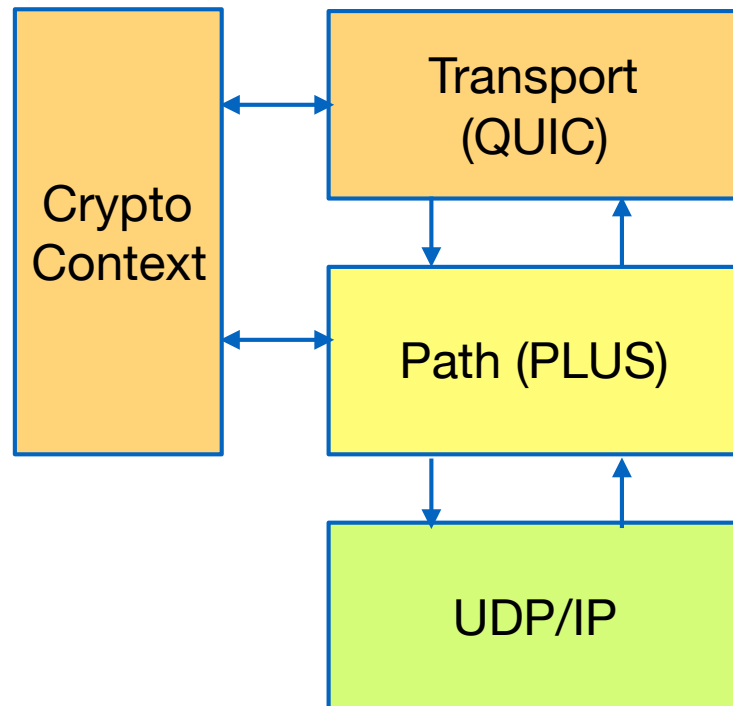 Transport
(QUIC)
Crypto
Context
Path (PLUS)
UDP/IP